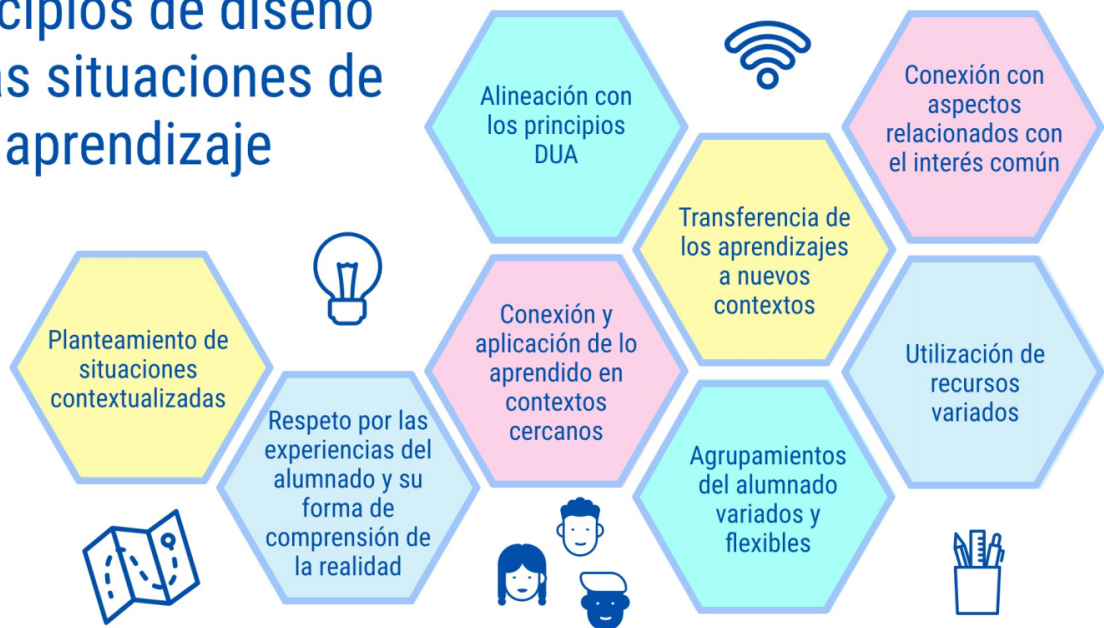 cipios de diseño
as situaciones de
aprendizaje
Alineación con
los principios
DUA
Conexión con
aspectos
relacionados con
el interés común
Transferencia de
los aprendizajes
a nuevos
contextos
Planteamiento de
situaciones
contextualizadas
Conexión y
aplicación de lo
aprendido en
contextos
cercanos
Utilización de
recursos
variados
Respeto por las
experiencias del
alumnado y su
forma de
comprensión de
la realidad
Agrupamientos
del alumnado
variados y
flexibles